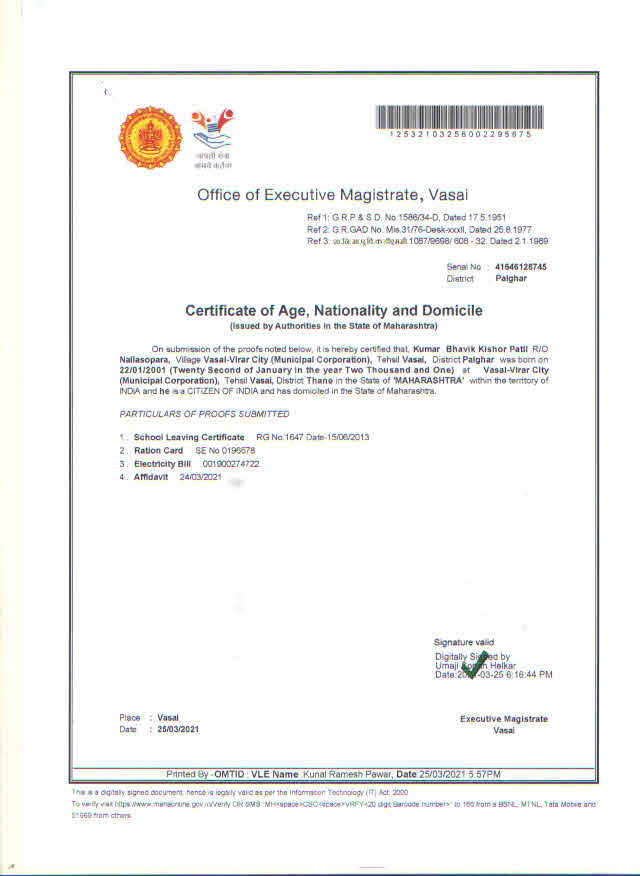 आपली सेवा
आमचे कर्तव्य
12532103256002295675
Office of Executive Magistrate, Vasai
Ref 1: G.R.P.& S D. No.1586/34-D, Dated 17.5.1951
Ref 2: G.R.GAD No. Mis.31/76-Desk-xxxII, Dated 25.8.1977
Ref 3: 1087/9698/ 608 - 32. Dated 2.1.1989
Serial No : 41646128745
District : Palghar
Certificate of Age, Nationality and Domicile
(issued by Authorities in the State of Maharashtra)
On submission of the proofs noted below, it is hereby certified that, Kumar Bhavik Kishor Patil R/O
Nallasopara, Village Vasai-Virar City (Municipal Corporation), Tehsil Vasai, District Palghar was born on
22/01/2001 (Twenty Second of January in the year Two Thousand and One) at Vasai-Virar City
(Municipal Corporation), Tehsil Vasai, District Thane in the State of 'MAHARASHTRA' within the territory of
INDIA and he is a CITIZEN OF INDIA and has domiciled in the State of Maharashtra.
PARTICULARS OF PROOFS SUBMITTED
1 . School Leaving Certificate RG No.1647 Date-15/06/2013
2 . Ration Card SE No 0196578
3 . Electricity Bill 001900274722
4 . Affidavit 24/03/2021
Signature valid
Digitally Signed by
Umaji Helkar
Date:2021-03-25 6:16:44 PM
Place : Vasai
Date : 25/03/2021
Executive Magistrate
Vasai
Printed By -OMTID : VLE Name :Kunal Ramesh Pawar, Date:25/03/2021 5:57PM
This is a digitally signed document, hence is legally valid as per the Information Technology (IT) Act, 2000
To verify visit https://www.mahaonline.gov.in/Verify OR SMS 'MH<space>CSC<space>VRFY<20 digit Barcode number>' to 166 from a BSNL, MTNL, Tata Mobile and
51969 from others.